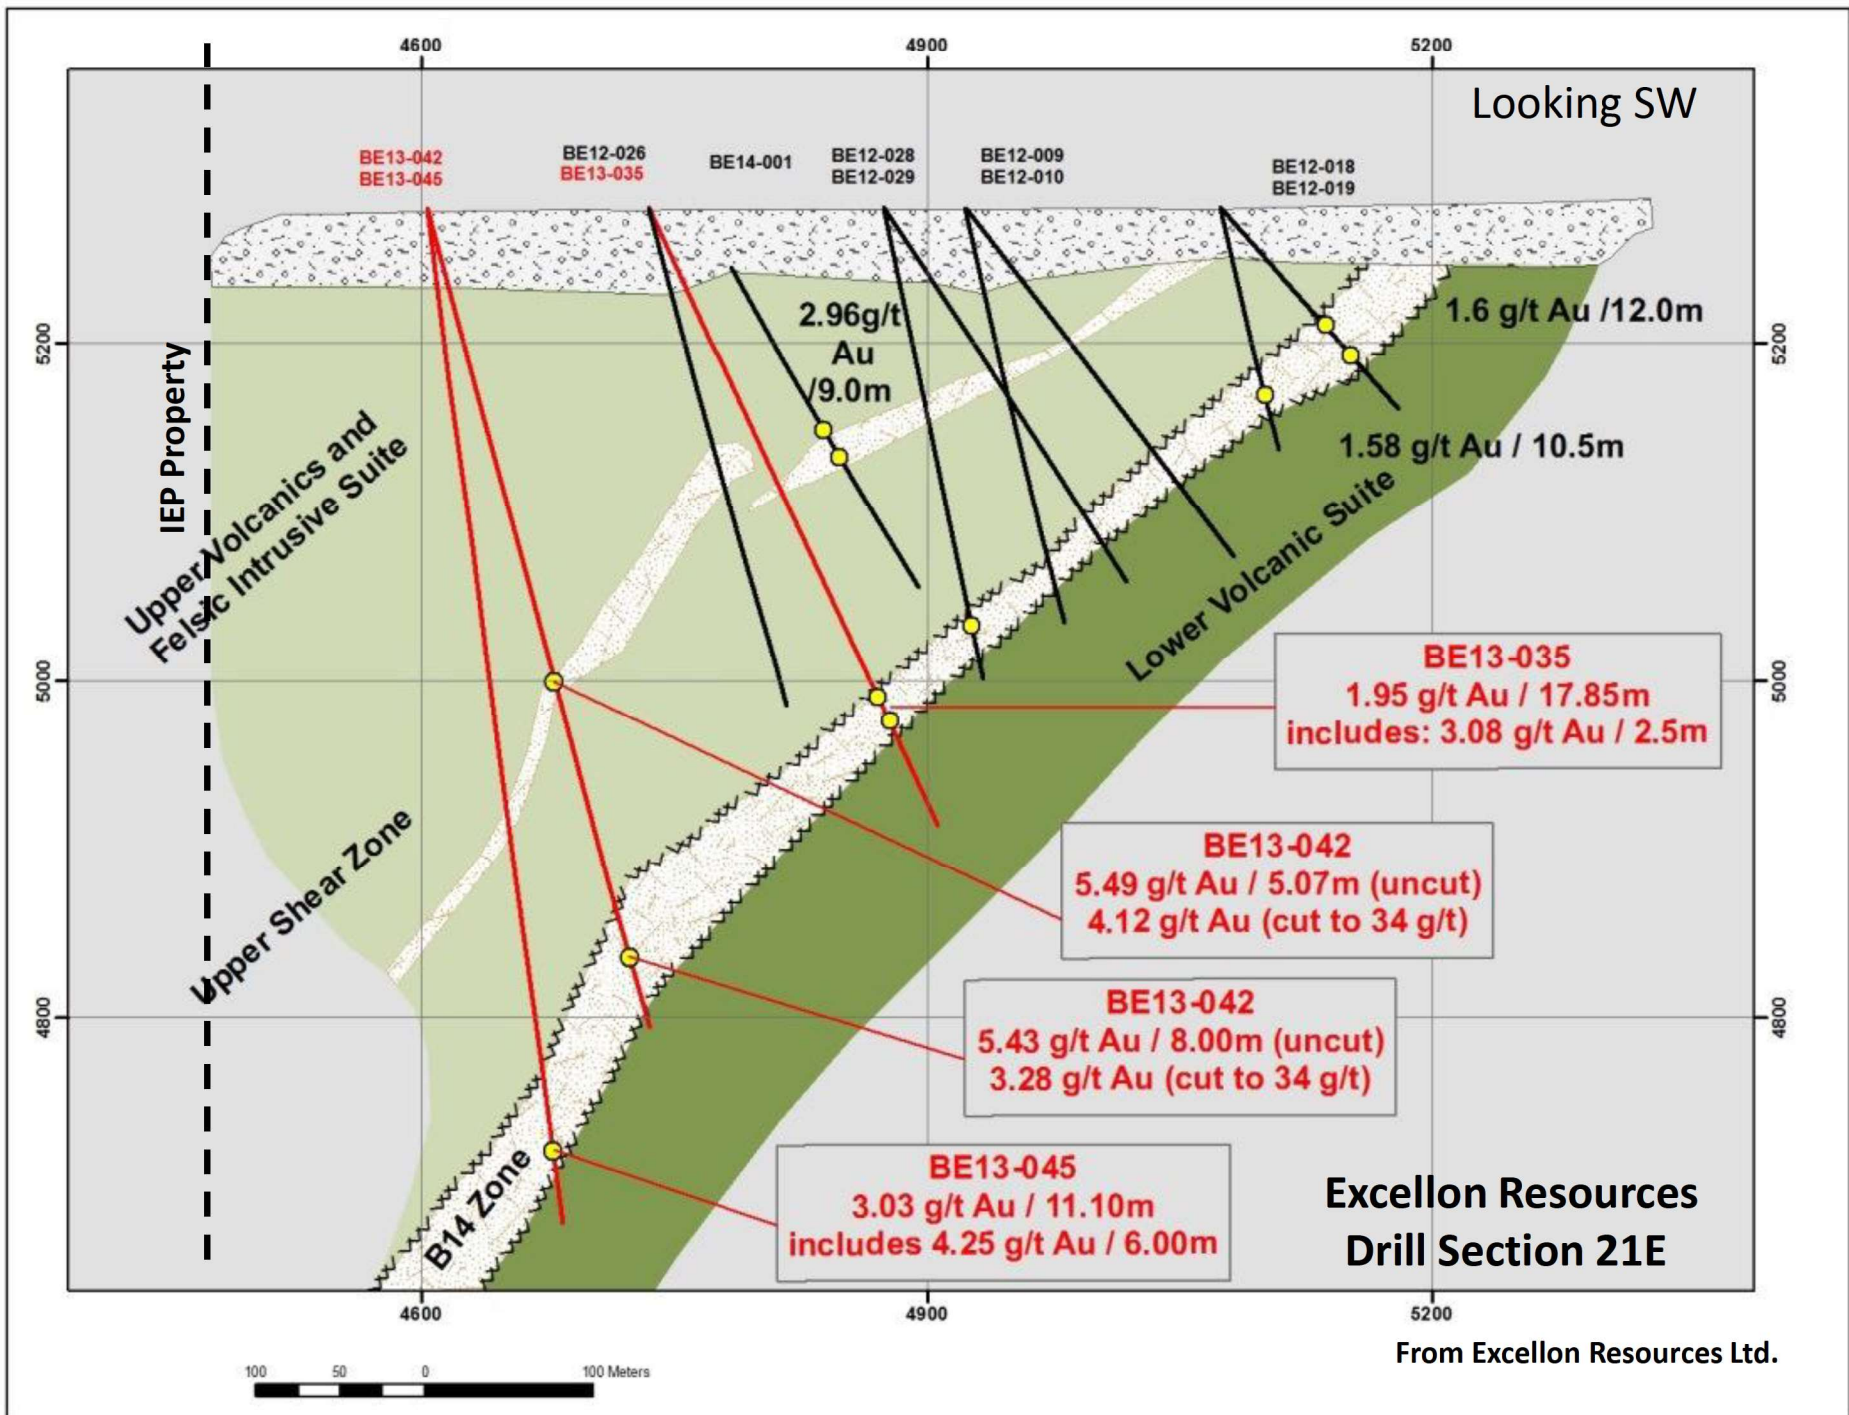 4600
4900
5200
Looking SW
BE13-042
BE13-045
BE12-026
BE13-035
BE14-001
BE12-028
BE12-029
BE12-009
BE12-010
BE12-018
BE12-019
2.96g/t
Au
/9.0m
1.6 g/t Au /12.0m
5200
5200
IEP Property
Upper Volcanics and
Felsic Intrusive Suite
1.58 g/t Au / 10.5m
Lower Volcanic Suite
5000
5000
BE13-035
1.95 g/t Au / 17.85m
includes: 3.08 g/t Au / 2.5m
Upper Shear Zone
BE13-042
5.49 g/t Au / 5.07m (uncut)
4.12 g/t Au (cut to 34 g/t)
4800
4800
BE13-042
5.43 g/t Au / 8.00m (uncut)
3.28 g/t Au (cut to 34 g/t)
B14 Zone
BE13-045
3.03 g/t Au / 11.10m
includes 4.25 g/t Au / 6.00m
Excellon Resources
Drill Section 21E
4600
4900
5200
From Excellon Resources Ltd.
100 50 0 100 Meters